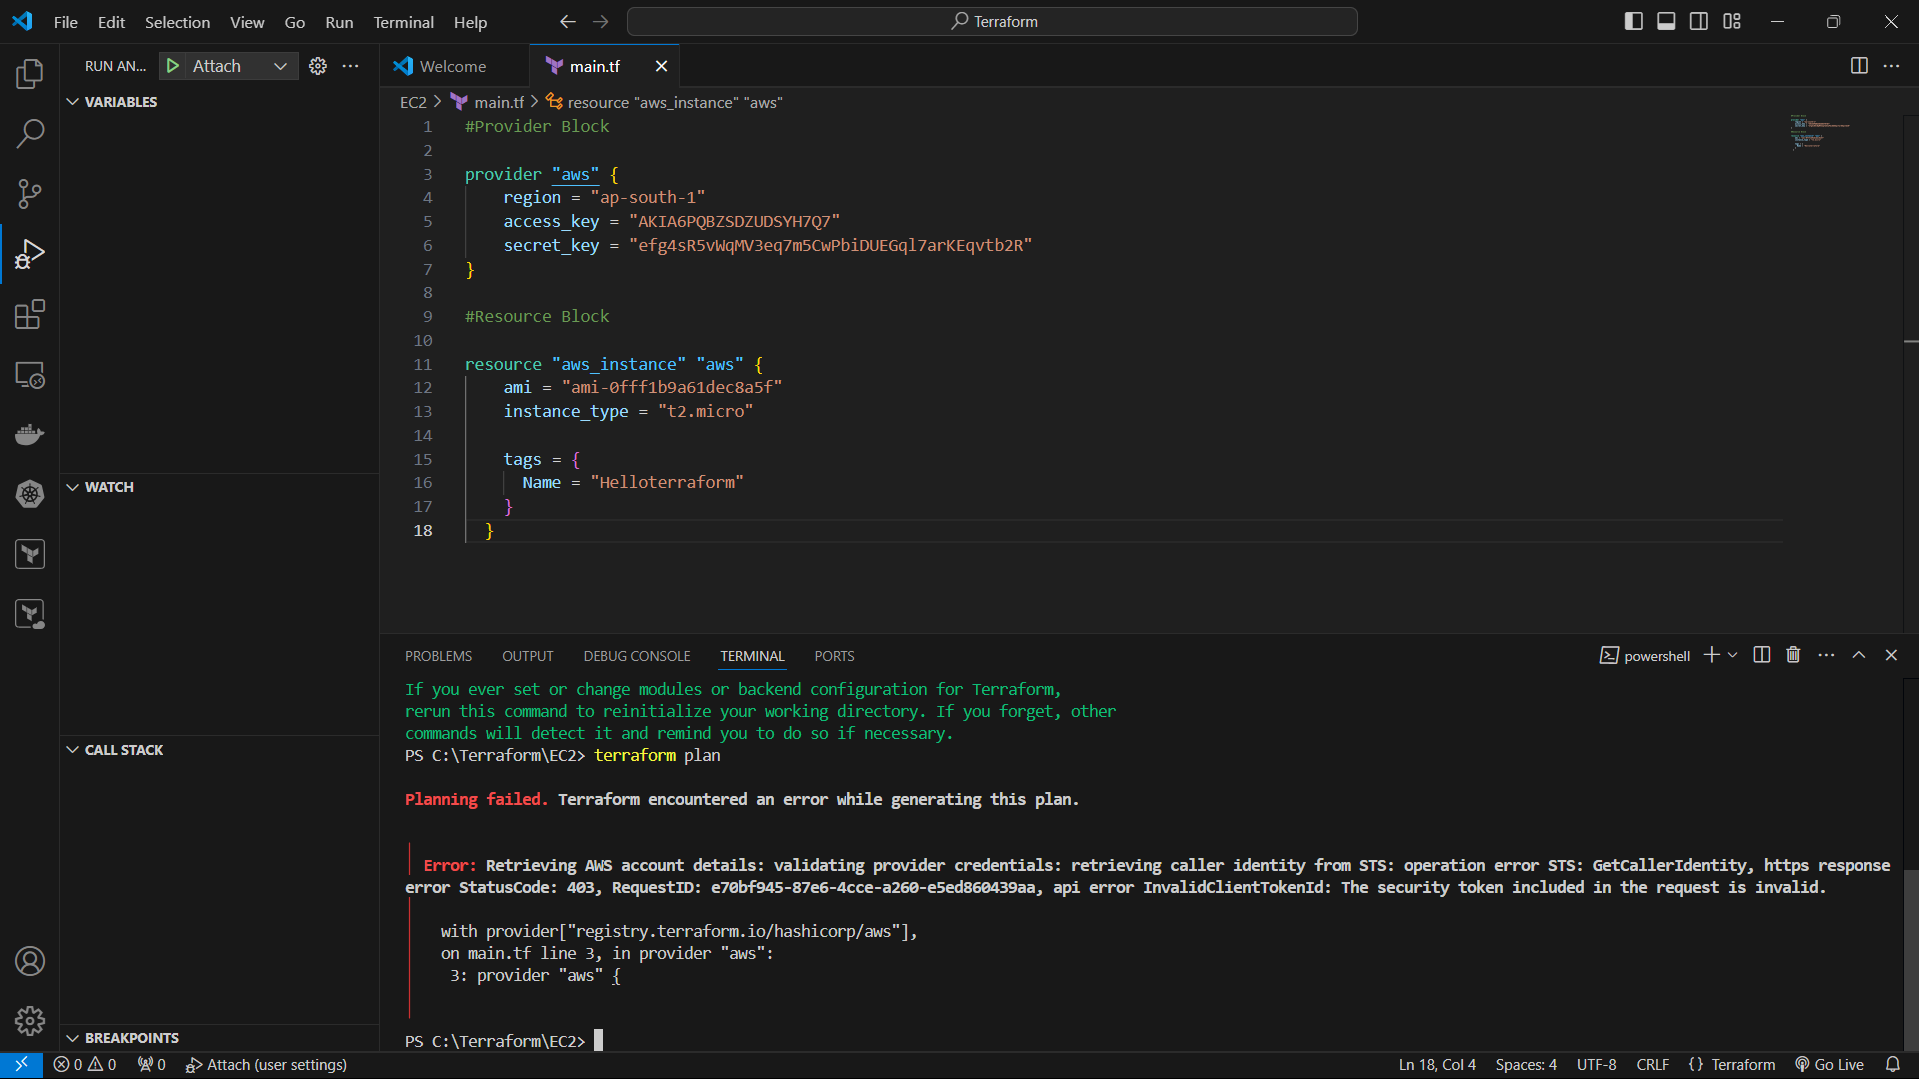 File Edit Selection View Go Run Terminal Help
Terraform
RUN AN...
Attach
Welcome
main.tf
VARIABLES
WATCH
CALL STACK
BREAKPOINTS
EC2 > main.tf > resource "aws_instance" "aws"
1 #Provider Block
2
3 provider "aws" {
4 region = "ap-south-1"
5 access_key = "AKIA6PQBZSDZUDSYH7Q7"
6 secret_key = "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"
7 }
8
9 #Resource Block
10
11 resource "aws_instance" "aws" {
12 ami = "ami-0fff1b9a61dec8a5f"
13 instance_type = "t2.micro"
14
15 tags = {
16 Name = "Helloterraform"
17 }
18 }
PROBLEMS OUTPUT DEBUG CONSOLE TERMINAL PORTS
powershell
If you ever set or change modules or backend configuration for Terraform,
rerun this command to reinitialize your working directory. If you forget, other
commands will detect it and remind you to do so if necessary.
PS C:\Terraform\EC2> terraform plan
Planning failed. Terraform encountered an error while generating this plan.
Error: Retrieving AWS account details: validating provider credentials: retrieving caller identity from STS: operation error STS: GetCallerIdentity, https response
error StatusCode: 403, RequestID: e70bf945-87e6-4cce-a260-e5ed860439aa, api error InvalidClientTokenId: The security token included in the request is invalid.
with provider["registry.terraform.io/hashicorp/aws"],
on main.tf line 3, in provider "aws":
3: provider "aws" {
PS C:\Terraform\EC2>
0 0 0 Attach (user settings)
Ln 18, Col 4 Spaces: 4 UTF-8 CRLF {} Terraform Go Live